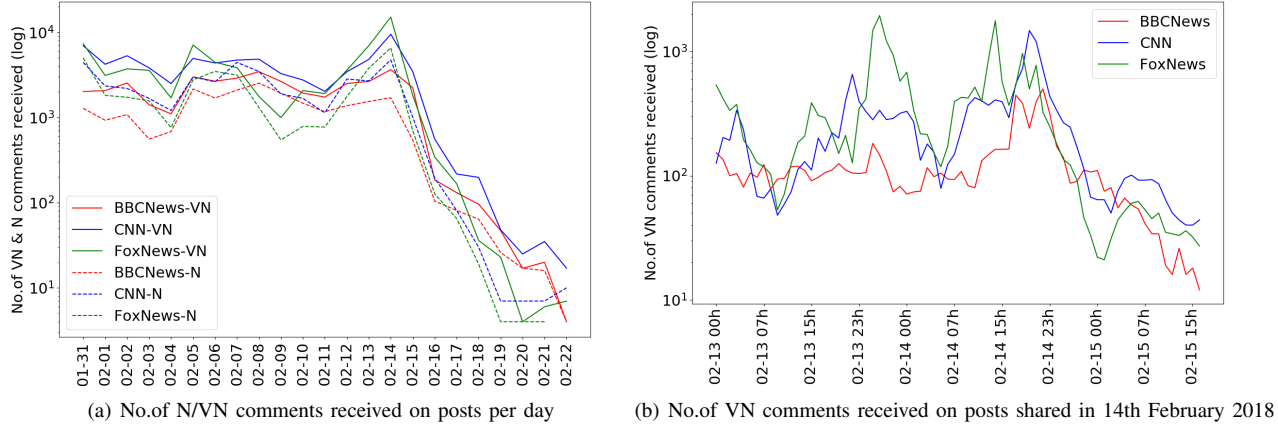 No.of VN & N comments received (log)
10^4
10^3
10^2
10^1
BBCNews-VN
CNN-VN
FoxNews-VN
BBCNews-N
CNN-N
FoxNews-N
01-31
02-01
02-02
02-03
02-04
02-05
02-06
02-07
02-08
02-09
02-10
02-11
02-12
02-13
02-14
02-15
02-16
02-17
02-18
02-19
02-20
02-21
02-22
(a) No.of N/VN comments received on posts per day
No.of VN comments received (log)
10^3
10^2
10^1
BBCNews
CNN
FoxNews
02-13 00h
02-13 07h
02-13 15h
02-13 23h
02-14 00h
02-14 07h
02-14 15h
02-14 23h
02-15 00h
02-15 07h
02-15 15h
(b) No.of VN comments received on posts shared in 14th February 2018